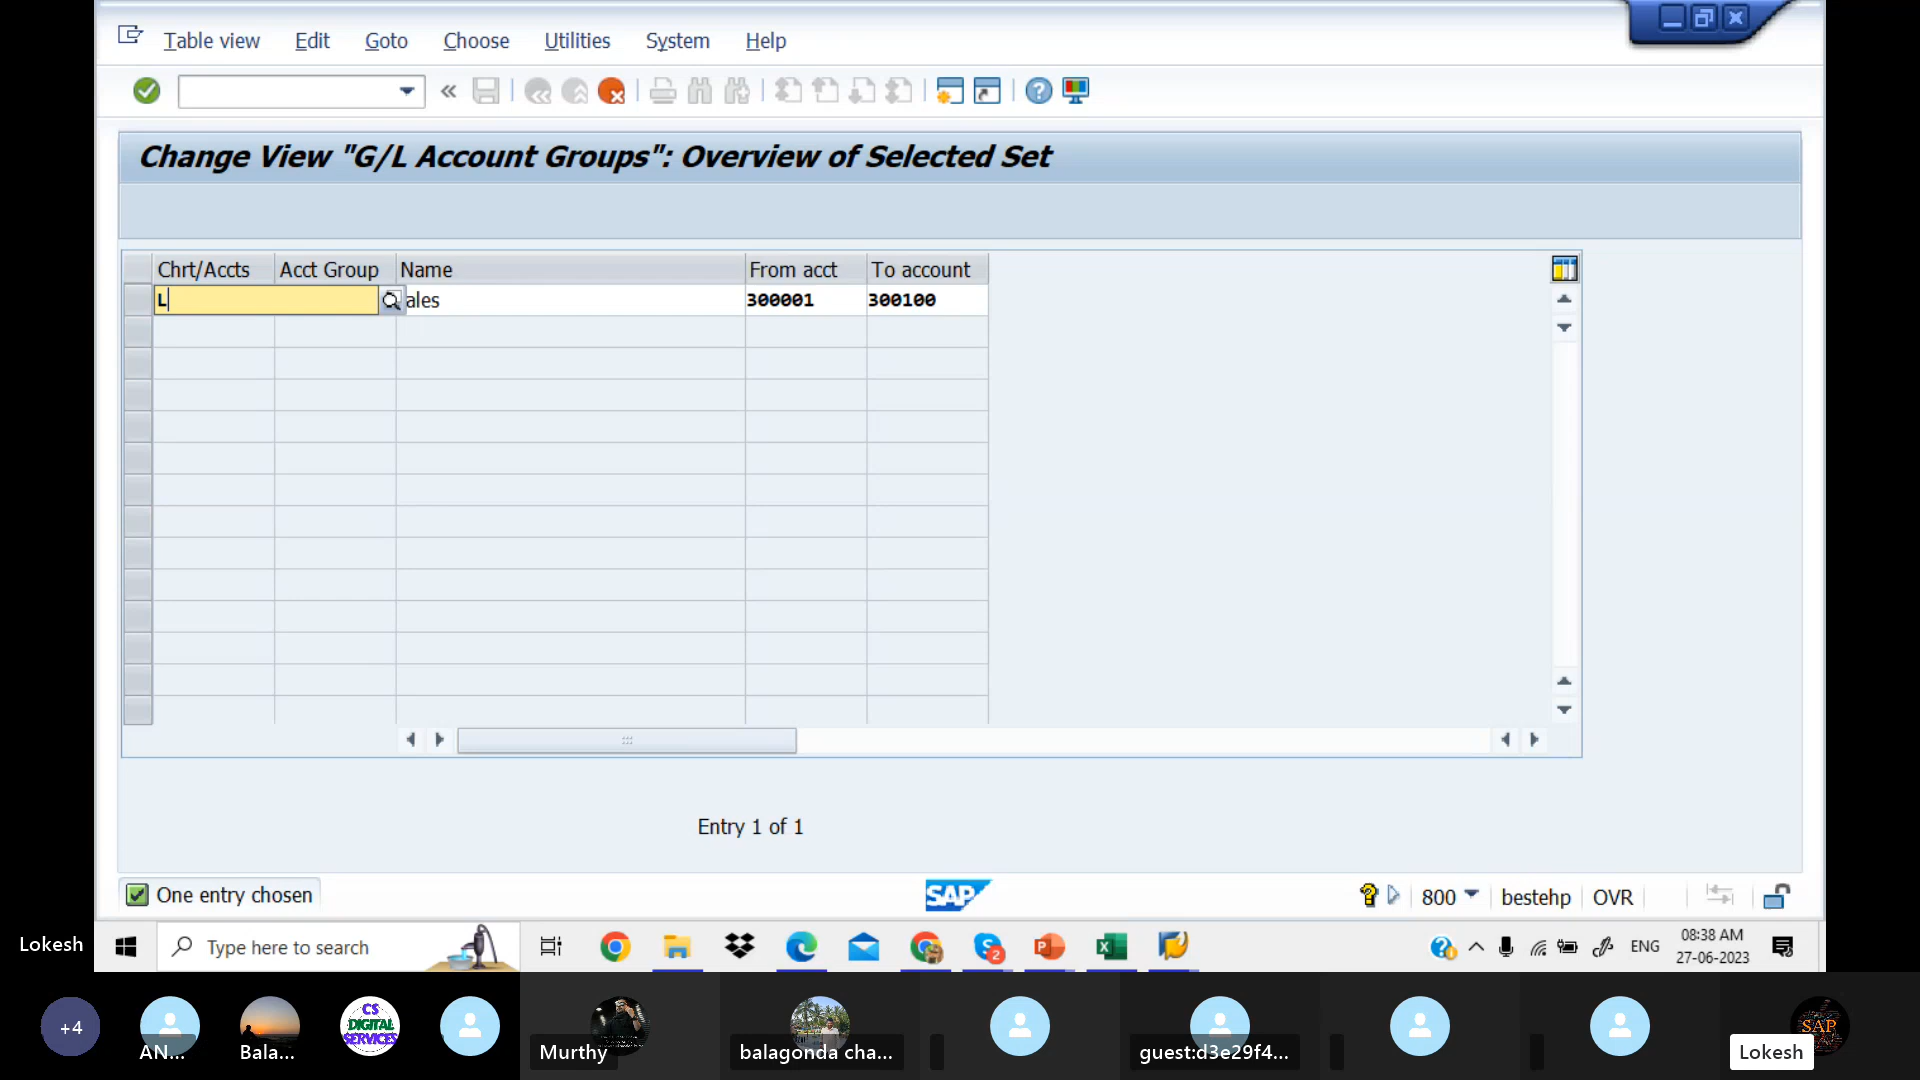 Table view Edit Goto Choose Utilities System Help
Change View "G/L Account Groups": Overview of Selected Set
Chrt/Accts Acct Group Name From acct To account
L ales 300001 300100
Entry 1 of 1
One entry chosen
SAP
800 bestehp OVR
Lokesh
Type here to search
2
ENG
08:38 AM
27-06-2023
+4
AN...
Bala...
CS
DIGITAL
SERVICES
Murthy
balagonda cha...
guest:d3e29f4...
SAP
Lokesh